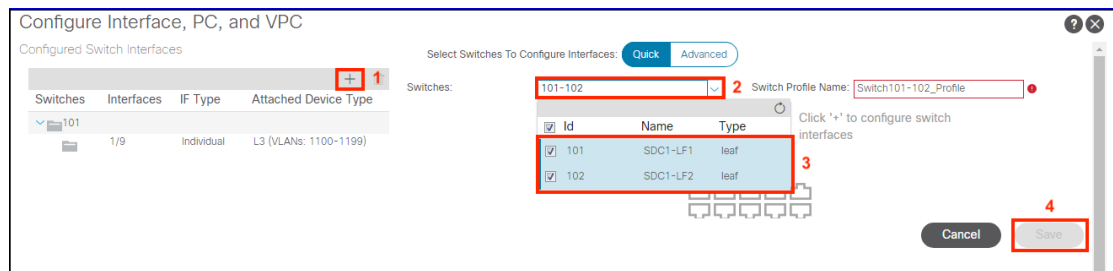 Configure Interface, PC, and VPC
Configured Switch Interfaces
Select Switches To Configure Interfaces: Quick Advanced
1
Switches Interfaces IF Type Attached Device Type
101
1/9 Individual L3 (VLANs: 1100-1199)
Switches: 101-102 2 Switch Profile Name: Switch101-102_Profile
Id Name Type
101 SDC1-LF1 leaf
102 SDC1-LF2 leaf
3
Click '+' to configure switch
interfaces
4
Cancel Save